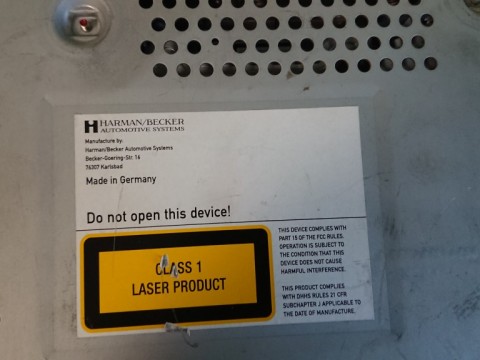 HARMAN/BECKER
AUTOMOTIVE SYSTEMS
Manufacture by:
Harman/Becker Automotive Systems
Becker-Goering-Str. 16
76307 Karlsbad
Made in Germany
Do not open this device!
CLASS 1
LASER PRODUCT
THIS DEVICE COMPLIES WITH
PART 15 OF THE FCC RULES.
OPERATION IS SUBJECT TO
THE CONDITION THAT THIS
DEVICE DOES NOT CAUSE
HARMFUL INTERFERENCE.
THIS PRODUCT COMPLIES
WITH DHHS RULES 21 CFR
SUBCHAPTER J APPLICABLE TO
THE DATE OF MANUFACTURE.